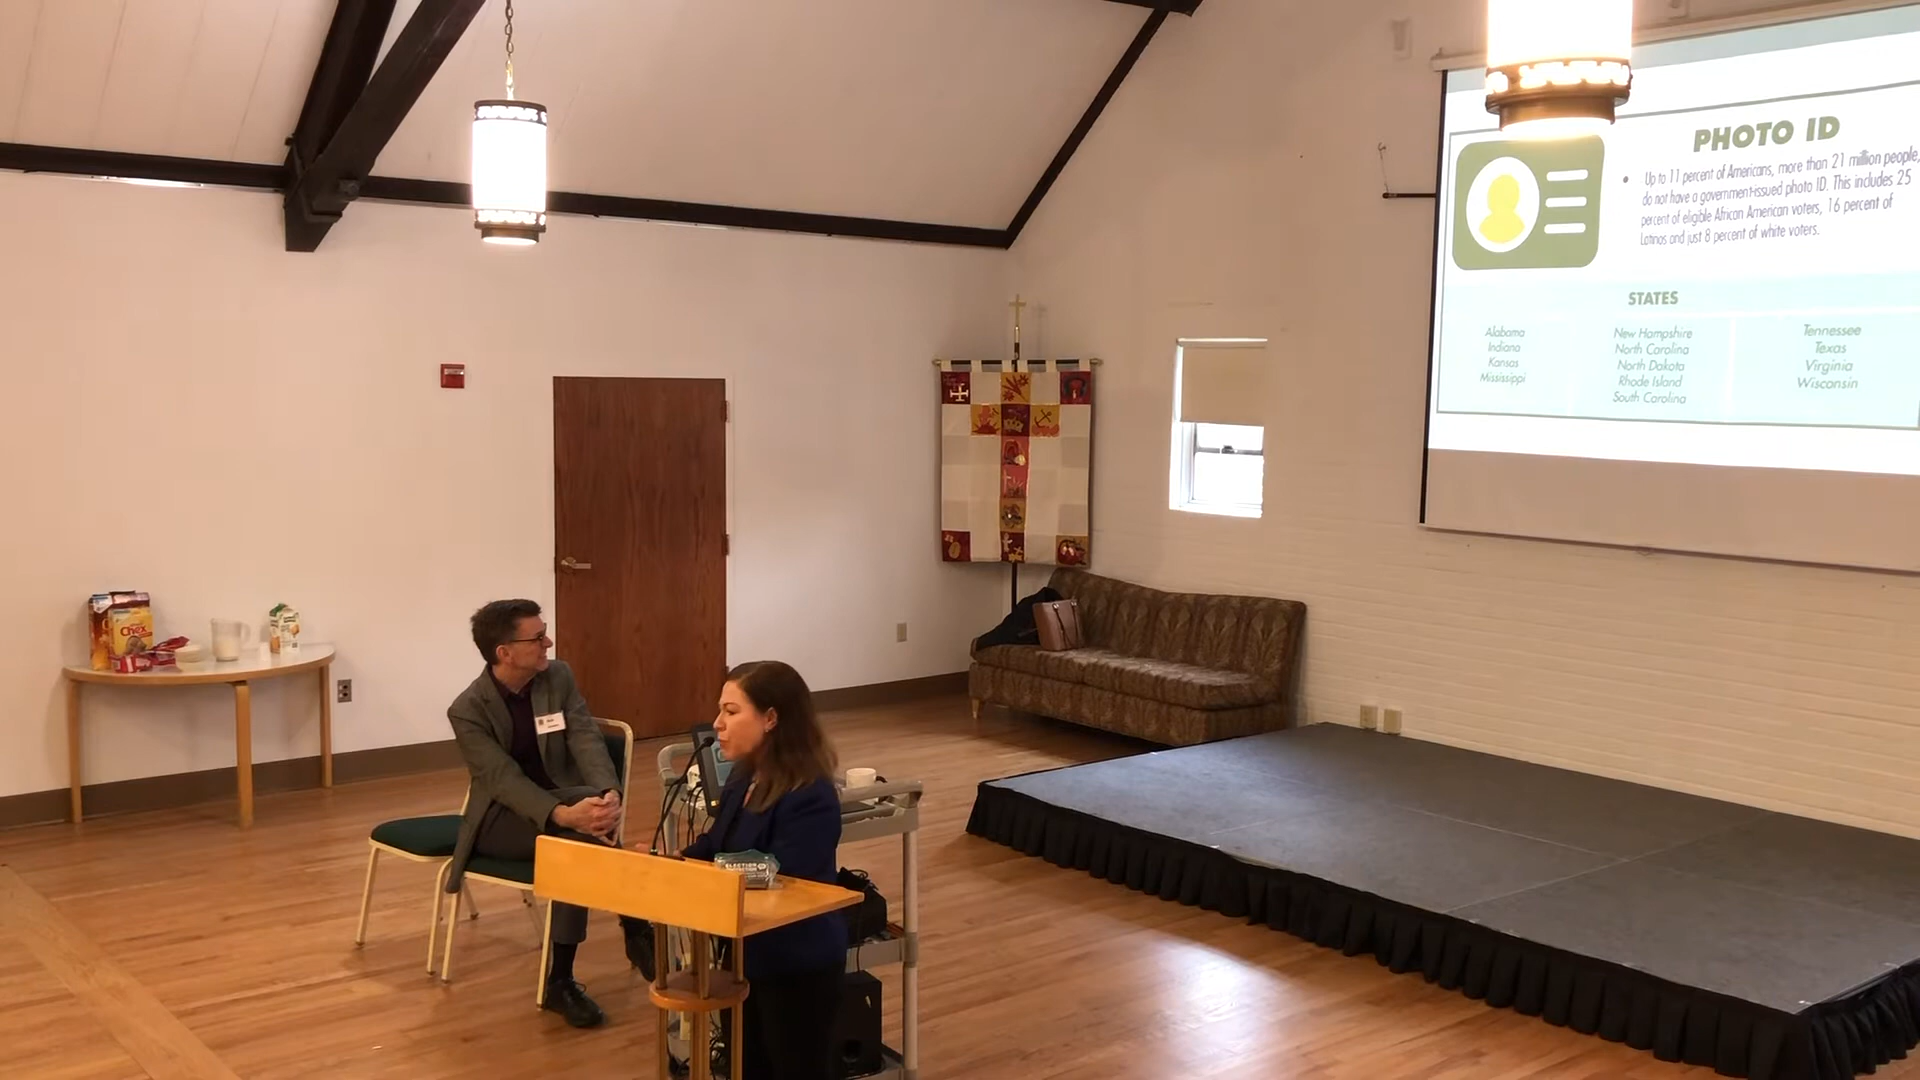 PHOTO ID
• Up to 11 percent of Americans, more than 21 million people,
do not have a government-issued photo ID. This includes 25
percent of eligible African American voters, 16 percent of
Latinos and just 8 percent of white voters.
STATES
Alabama
Indiana
Kansas
Mississippi
New Hampshire
North Carolina
North Dakota
Rhode Island
South Carolina
Tennessee
Texas
Virginia
Wisconsin
Chex
ELECTION